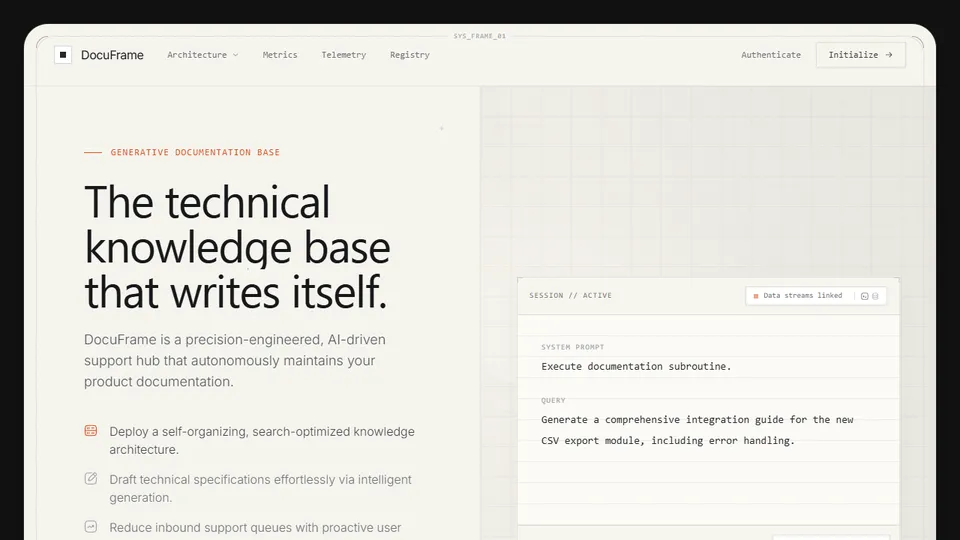 SYS_FRAME_01
DocuFrame
Architecture
Metrics
Telemetry
Registry
Authenticate
Initialize →
GENERATIVE DOCUMENTATION BASE
The technical
knowledge base
that writes itself.
DocuFrame is a precision-engineered, AI-driven
support hub that autonomously maintains your
product documentation.
Deploy a self-organizing, search-optimized knowledge
architecture.
Draft technical specifications effortlessly via intelligent
generation.
Reduce inbound support queues with proactive user
SESSION // ACTIVE
Data streams linked
SYSTEM PROMPT
Execute documentation subroutine.
QUERY
Generate a comprehensive integration guide for the new
CSV export module, including error handling.